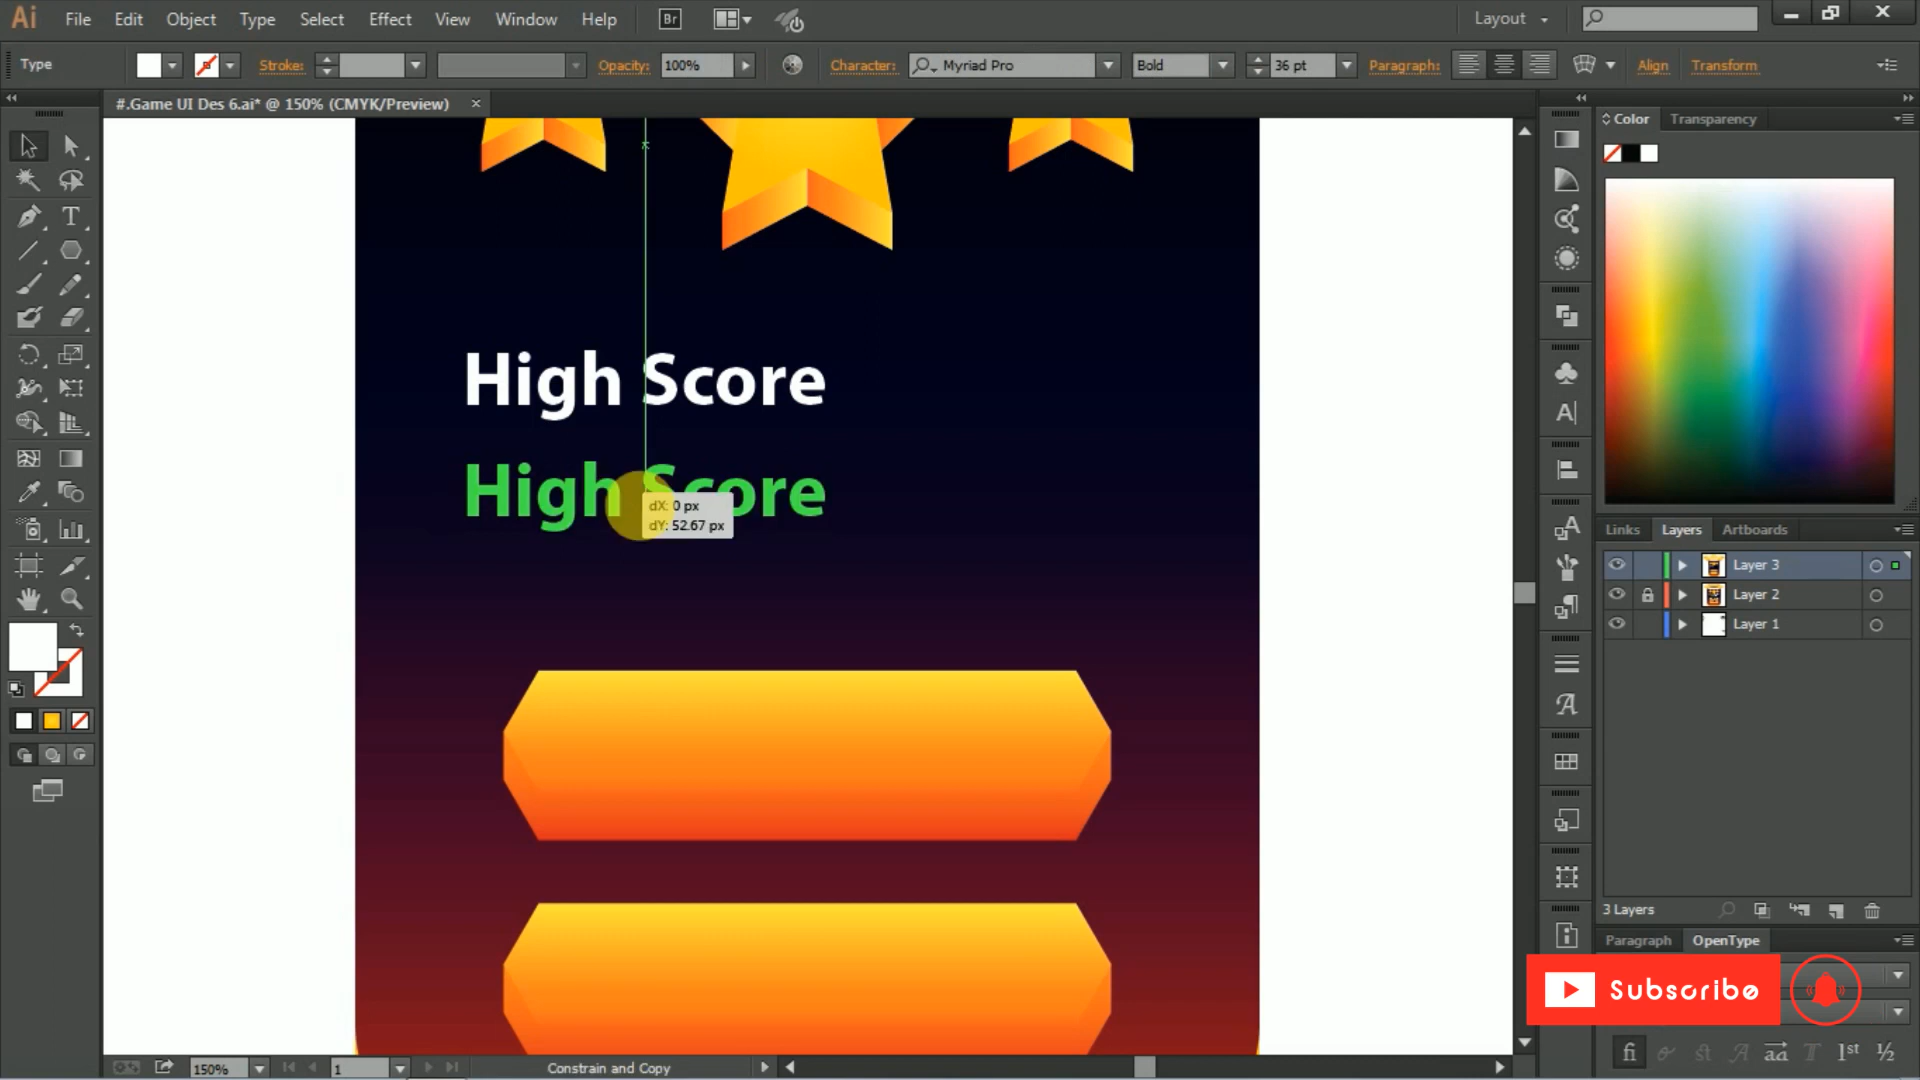 Ai File Edit Object Type Select Effect View Window Help Br Layout
Type Stroke: Opacity: 100% Character: Myriad Pro Bold 36 pt Paragraph: Align Transform
#.Game UI Des 6.ai* @ 150% (CMYK/Preview)
Color Transparency
High Score
High Score
dX: 0 px
dY: 52.67 px
Links Layers Artboards
Layer 3
Layer 2
Layer 1
3 Layers
Paragraph OpenType
Subscribe
150% 1 Constrain and Copy